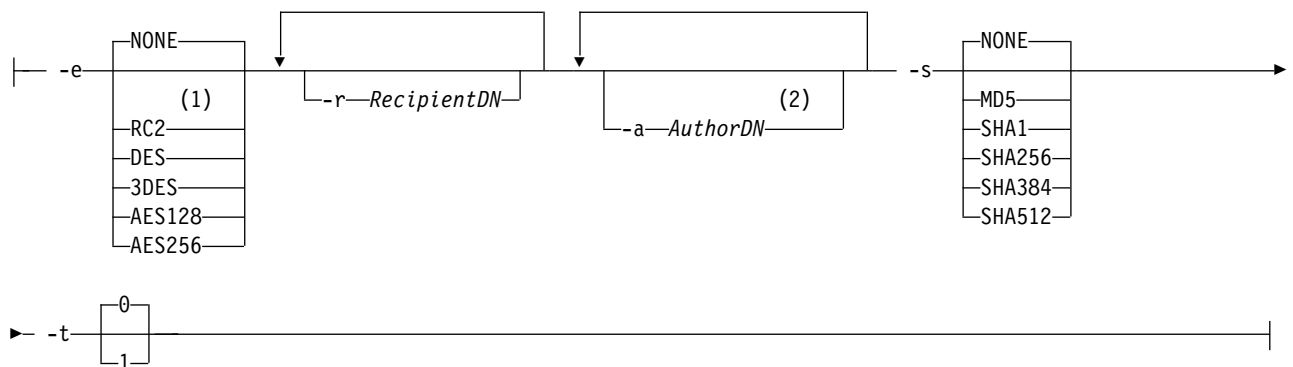 NONE NONE
-e -s
(1) -r RecipientDN (2) MD5
RC2 -a AuthorDN SHA1
DES SHA256
3DES SHA384
AES128 SHA512
AES256
0
-t
1